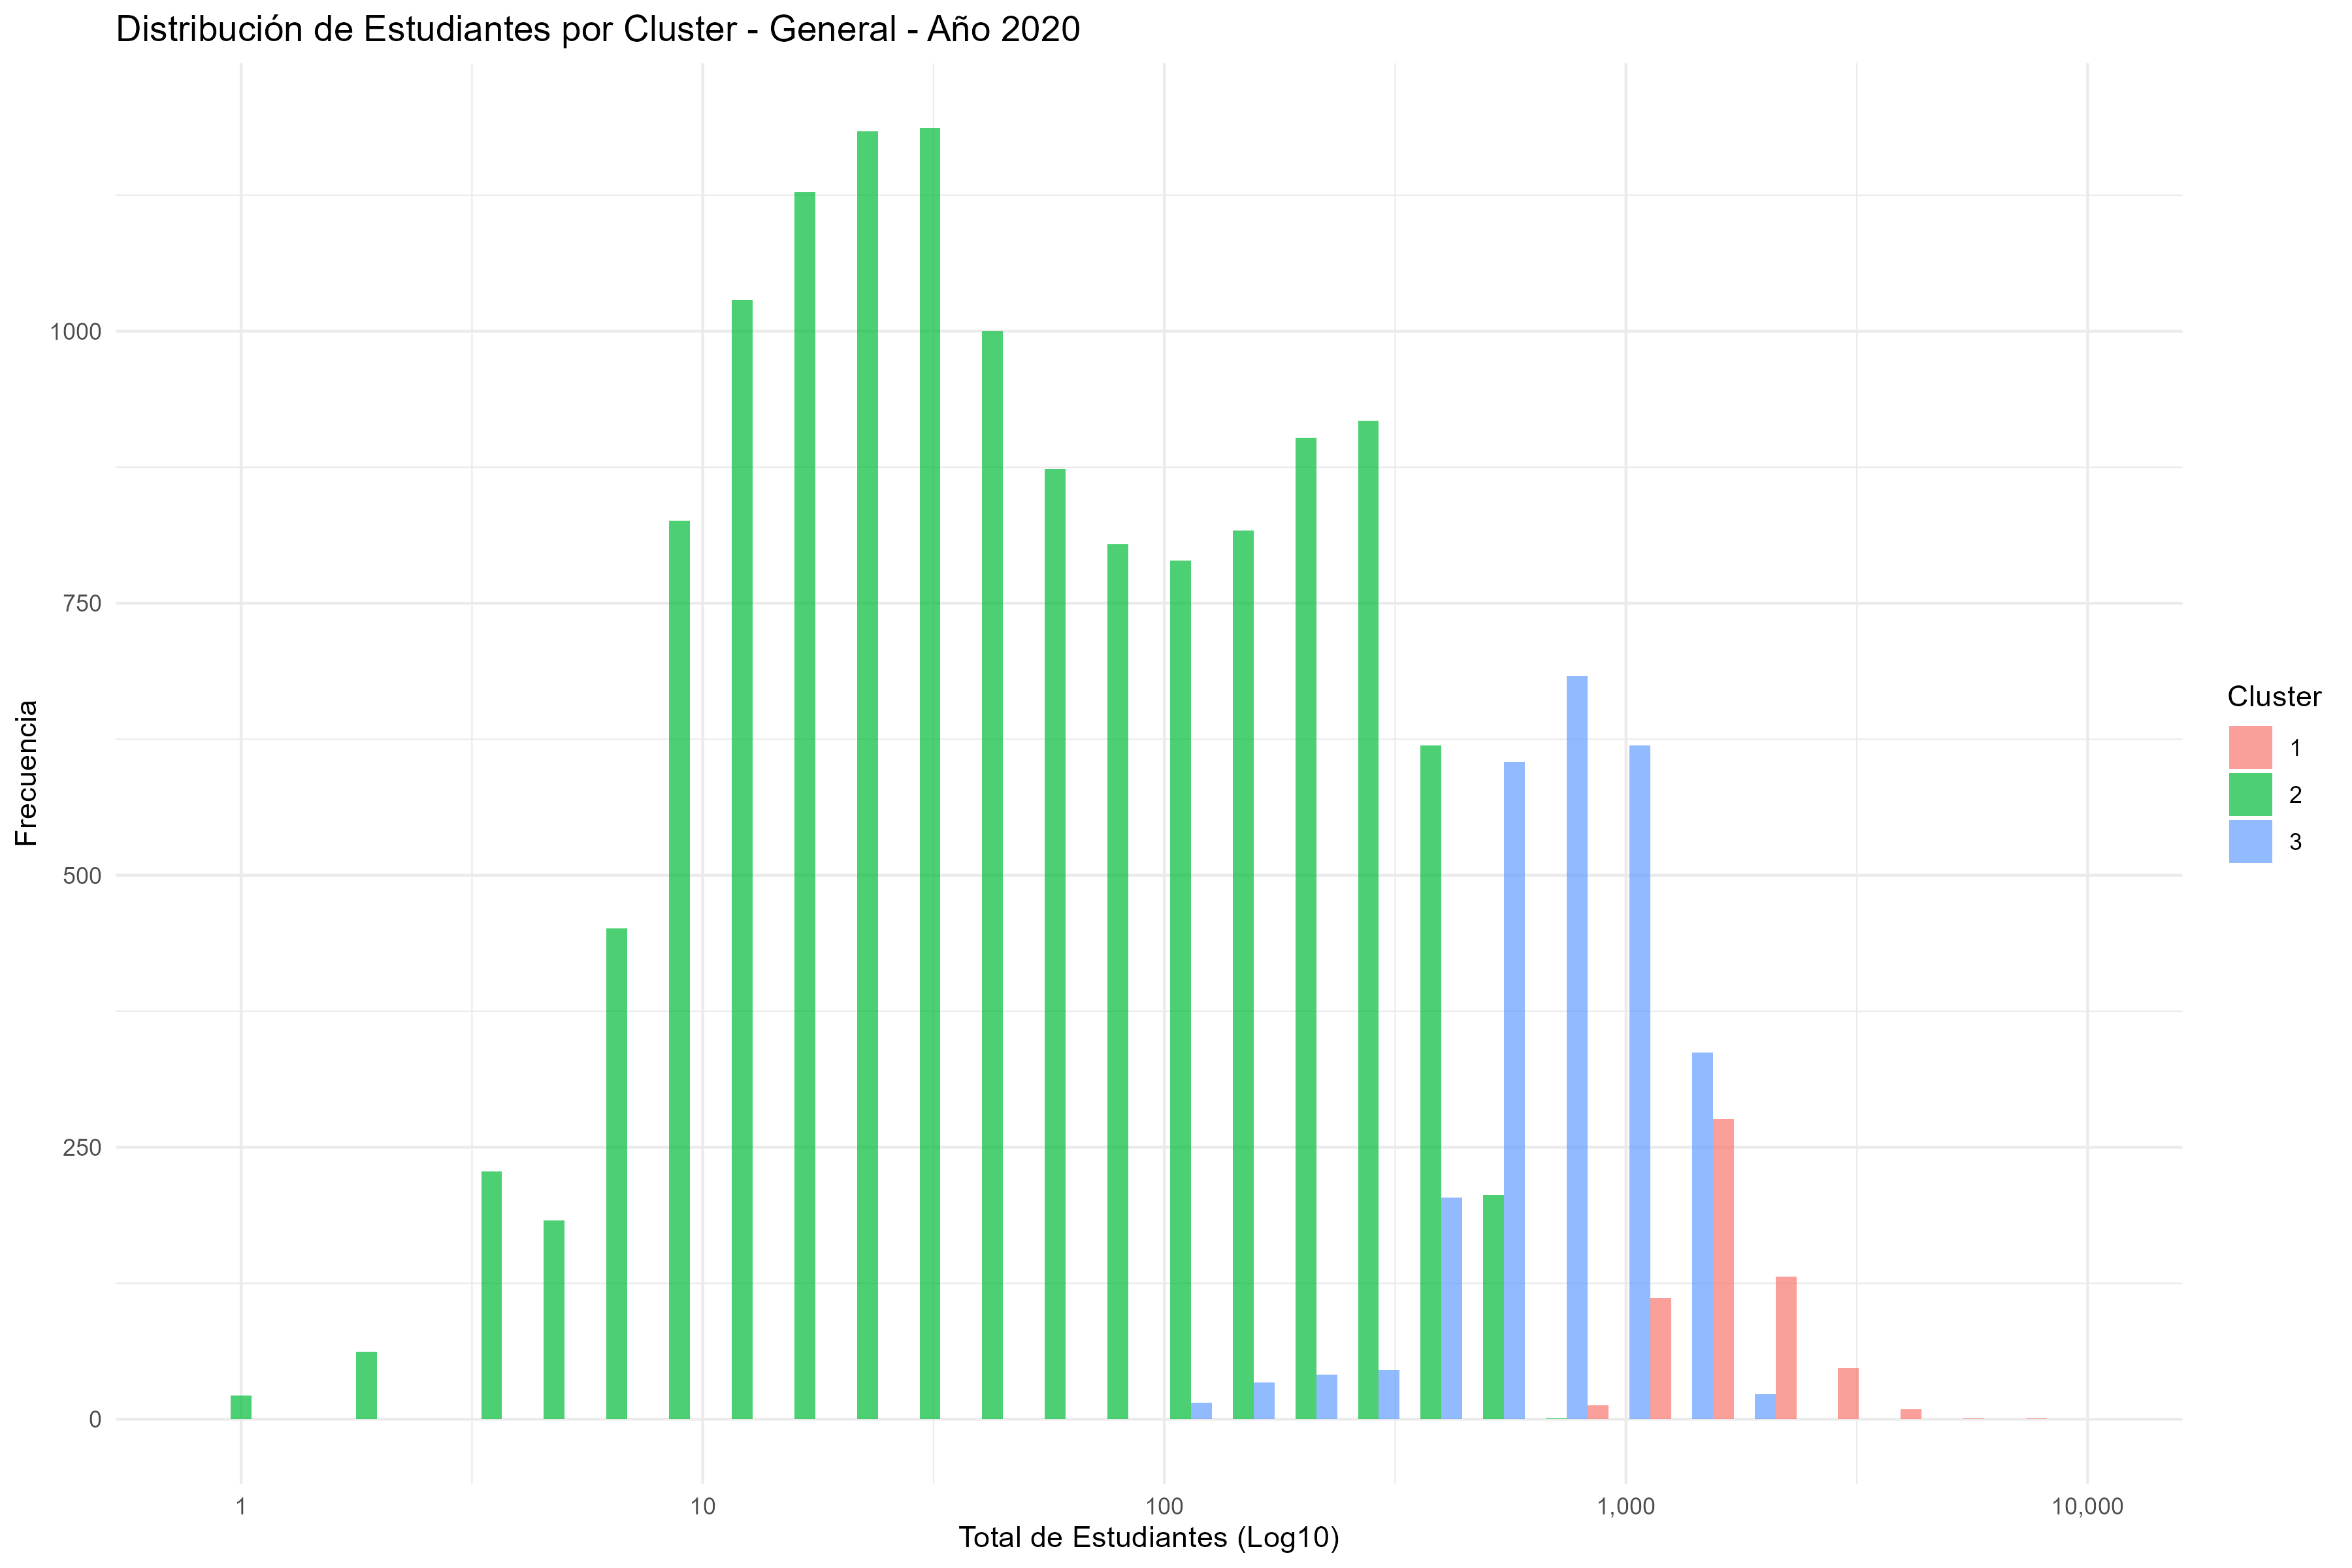 Distribución de Estudiantes por Cluster - General - Año 2020
Frecuencia
1000
750
500
250
0
1 10 100 1,000 10,000
Total de Estudiantes (Log10)
Cluster
1
2
3